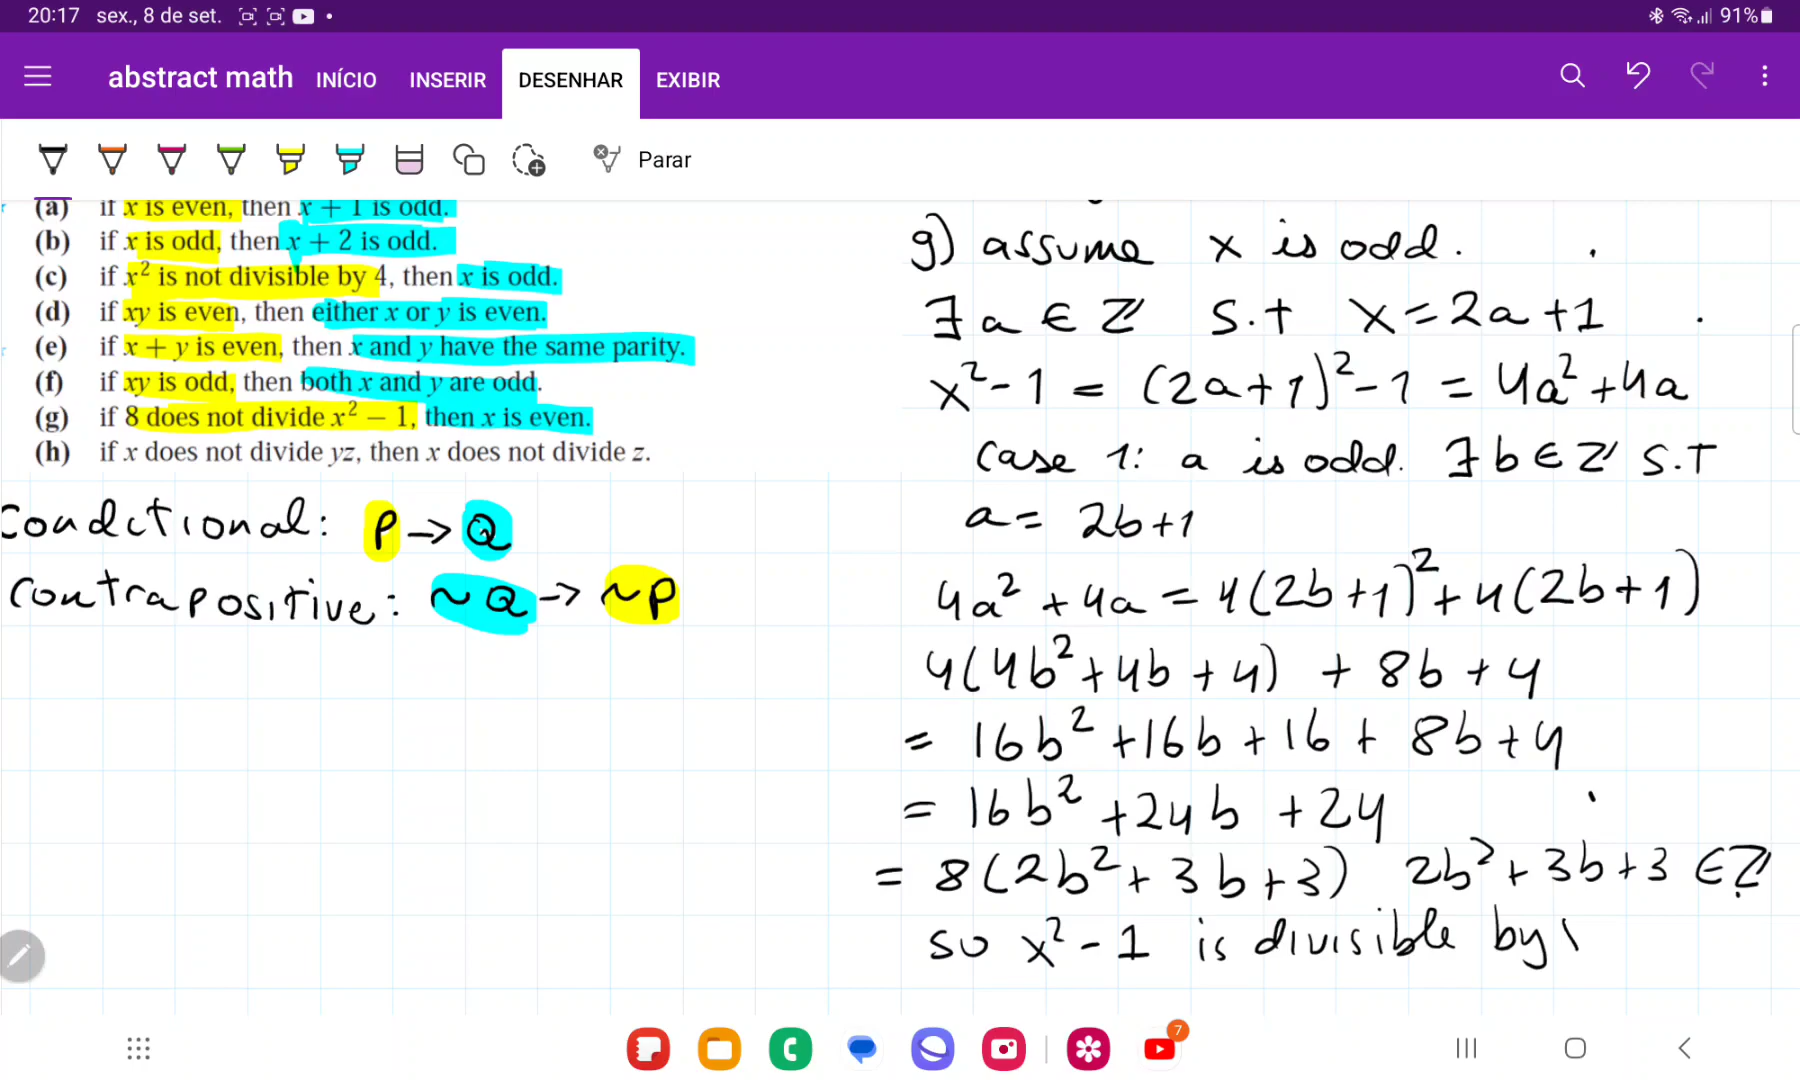 20:17 sex., 8 de set. 91%
abstract math INÍCIO INSERIR DESENHAR EXIBIR
Parar
(a) if x is even, then x + 1 is odd.
(b) if x is odd, then x + 2 is odd.
(c) if x² is not divisible by 4, then x is odd.
(d) if xy is even, then either x or y is even.
(e) if x + y is even, then x and y have the same parity.
(f) if xy is odd, then both x and y are odd.
(g) if 8 does not divide x² − 1, then x is even.
(h) if x does not divide yz, then x does not divide z.
Conditional: P → Q
Contrapositive: ~Q → ~P
g) assume x is odd.
∃ a ∈ ℤ s.t x = 2a + 1
x² - 1 = (2a + 1)² - 1 = 4a² + 4a
Case 1: a is odd. ∃ b ∈ ℤ s.t
a = 2b + 1
4a² + 4a = 4(2b + 1)² + 4(2b + 1)
4(4b² + 4b + 4) + 8b + 4
= 16b² + 16b + 16 + 8b + 4
= 16b² + 24b + 24
= 8(2b² + 3b + 3) 2b² + 3b + 3 ∈ ℤ
so x² - 1 is divisible by
7